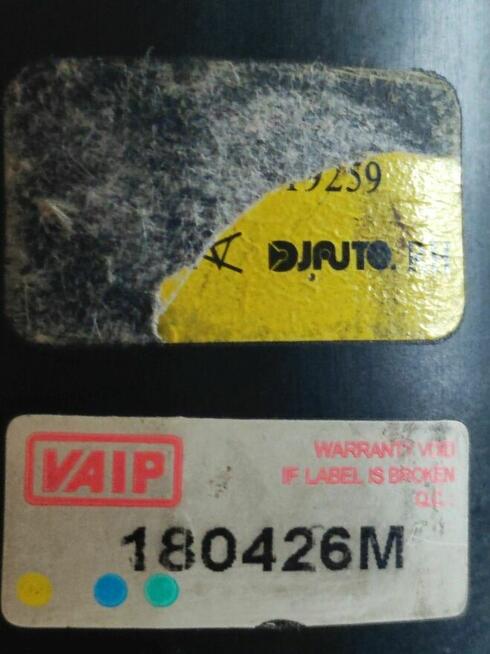 19259
DJAUTO.
VAIP
WARRANTY VOID
IF LABEL IS BROKEN
Q.C.:
180426M